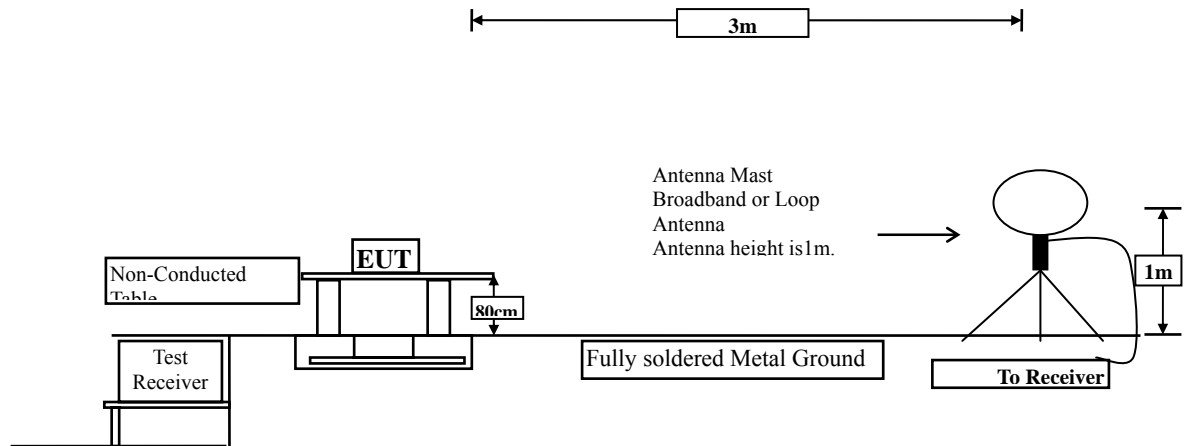 3m
Antenna Mast
Broadband or Loop
Antenna
Antenna height is1m.
EUT
Non-Conducted
Table
80cm
1m
Test
Receiver
Fully soldered Metal Ground
To Receiver